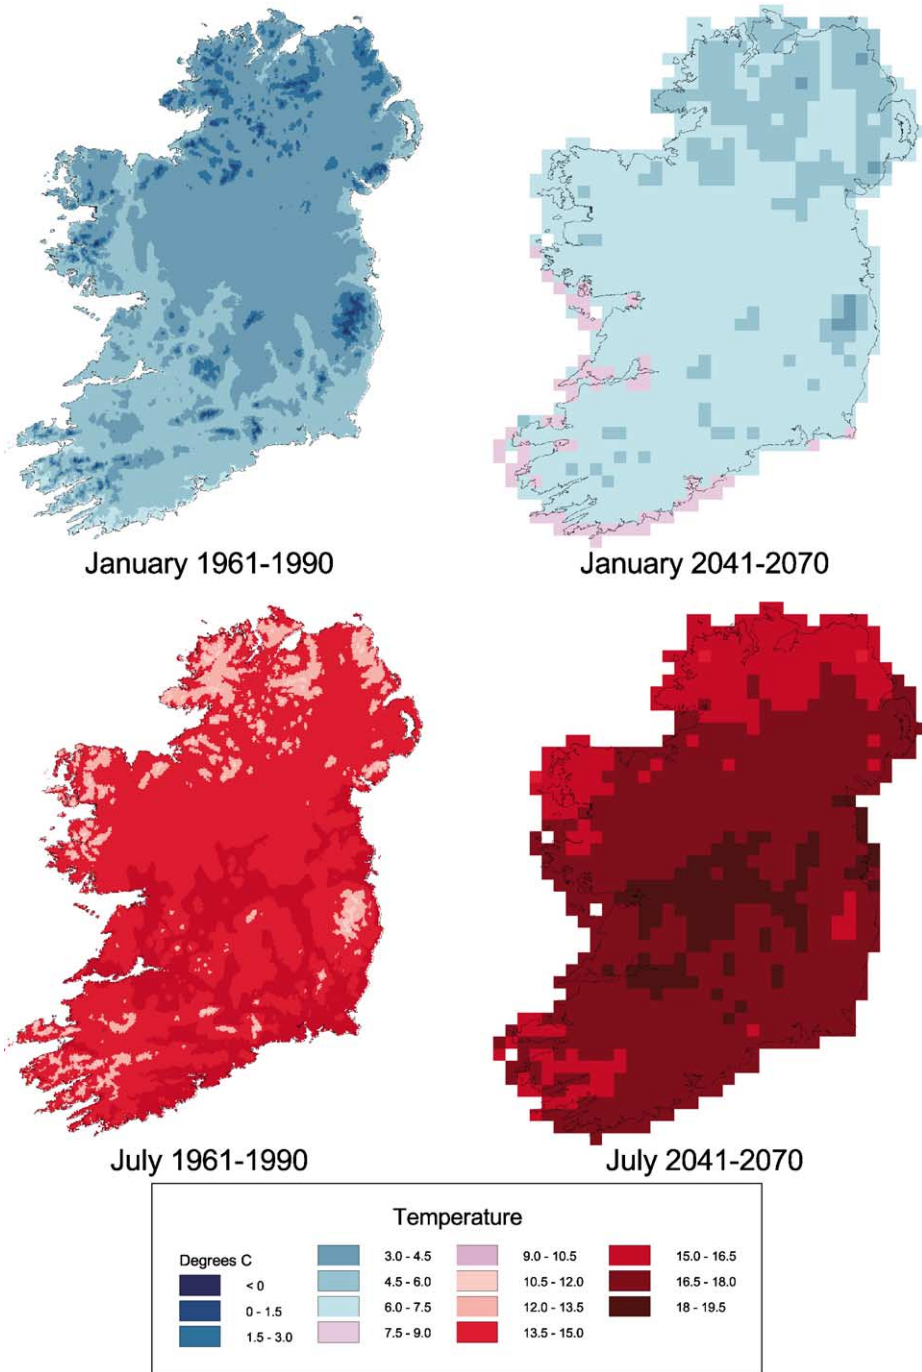 January 1961-1990
January 2041-2070
July 1961-1990
July 2041-2070
Temperature
Degrees C
< 0
0 - 1.5
1.5 - 3.0
3.0 - 4.5
4.5 - 6.0
6.0 - 7.5
7.5 - 9.0
9.0 - 10.5
10.5 - 12.0
12.0 - 13.5
13.5 - 15.0
15.0 - 16.5
16.5 - 18.0
18 - 19.5